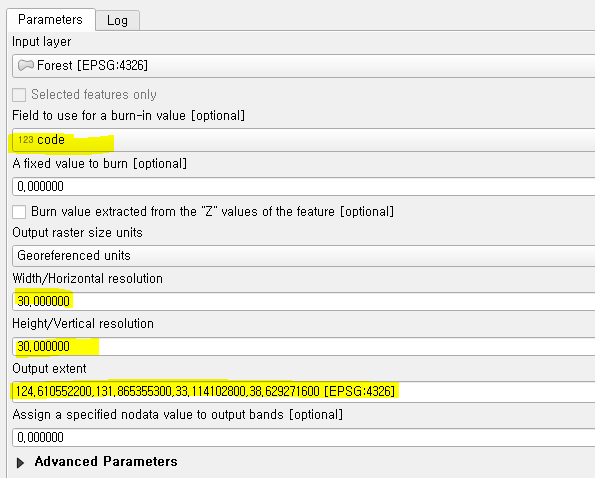 Parameters Log
Input layer
Forest [EPSG:4326]
Selected features only
Field to use for a burn-in value [optional]
123 code
A fixed value to burn [optional]
0,000000
Burn value extracted from the "Z" values of the feature [optional]
Output raster size units
Georeferenced units
Width/Horizontal resolution
30,000000
Height/Vertical resolution
30,000000
Output extent
124,610552200,131,865355300,33,114102800,38,629271600 [EPSG:4326]
Assign a specified nodata value to output bands [optional]
0,000000
Advanced Parameters